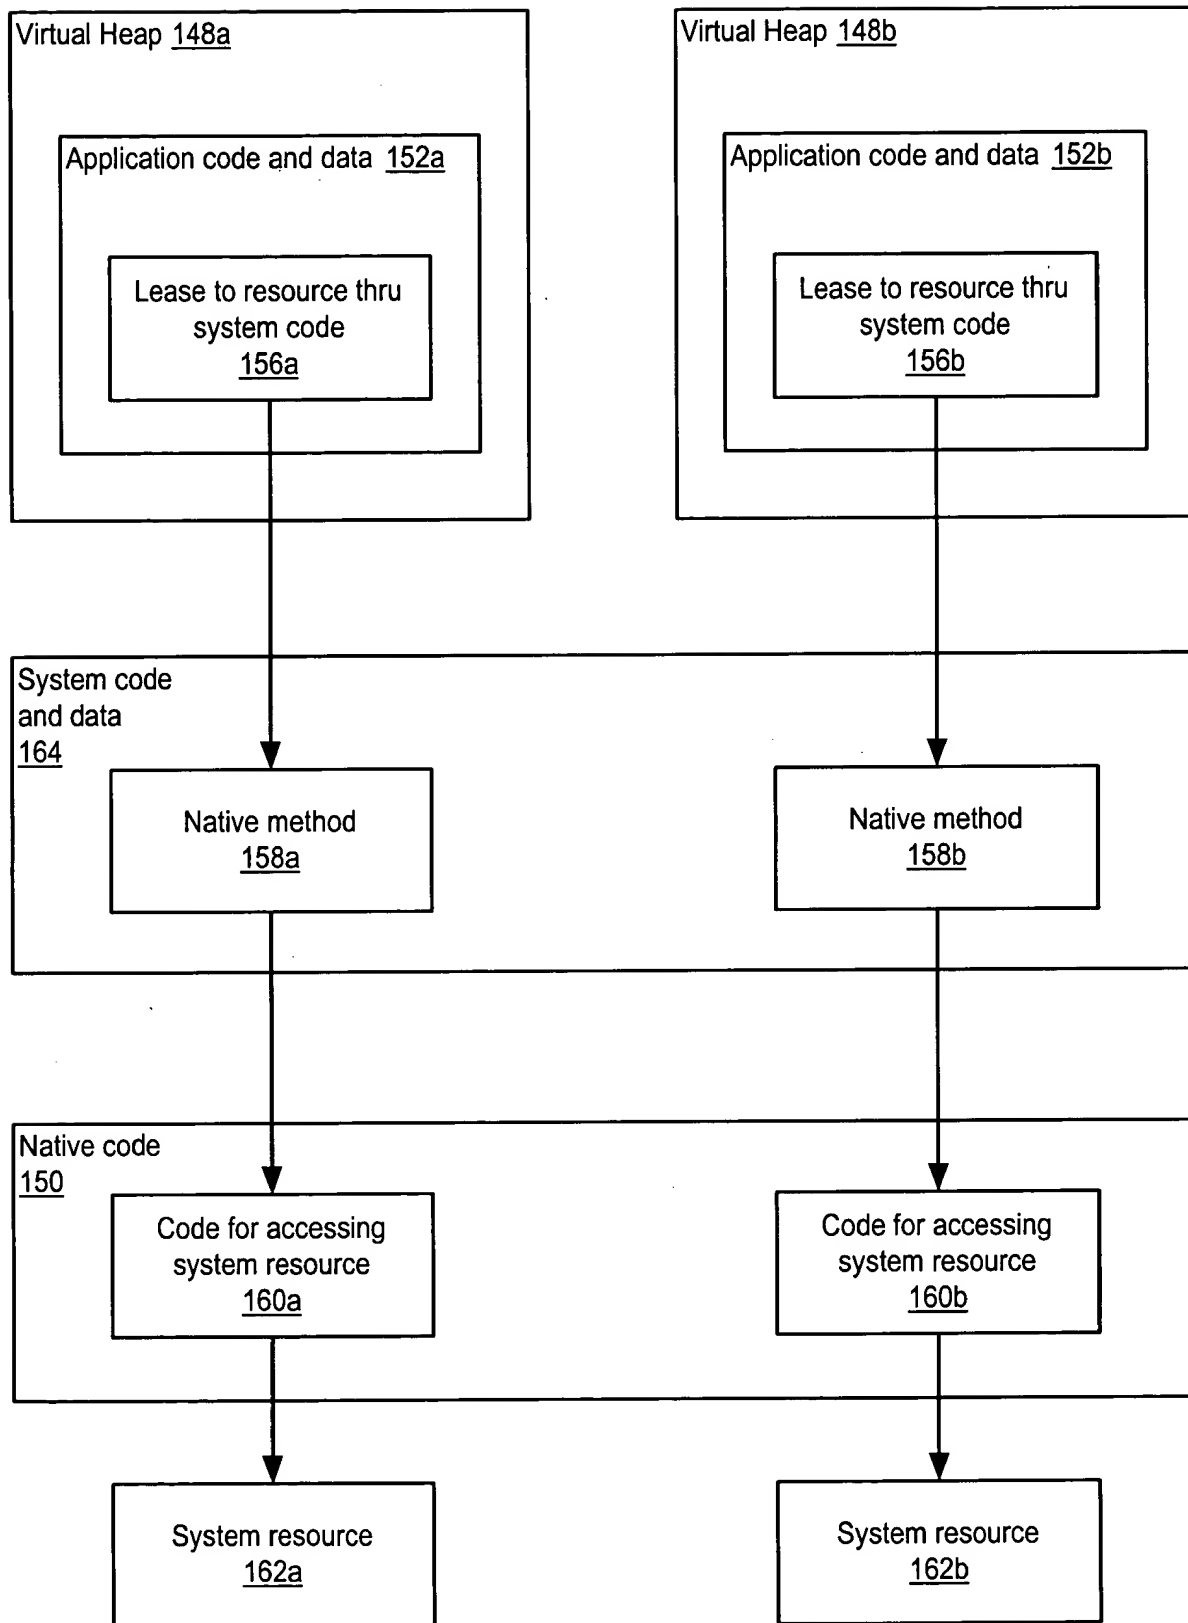 Virtual Heap 148a
Application code and data 152a
Lease to resource thru
system code
156a
Virtual Heap 148b
Application code and data 152b
Lease to resource thru
system code
156b
System code
and data
164
Native method
158a
Native method
158b
Native code
150
Code for accessing
system resource
160a
Code for accessing
system resource
160b
System resource
162a
System resource
162b